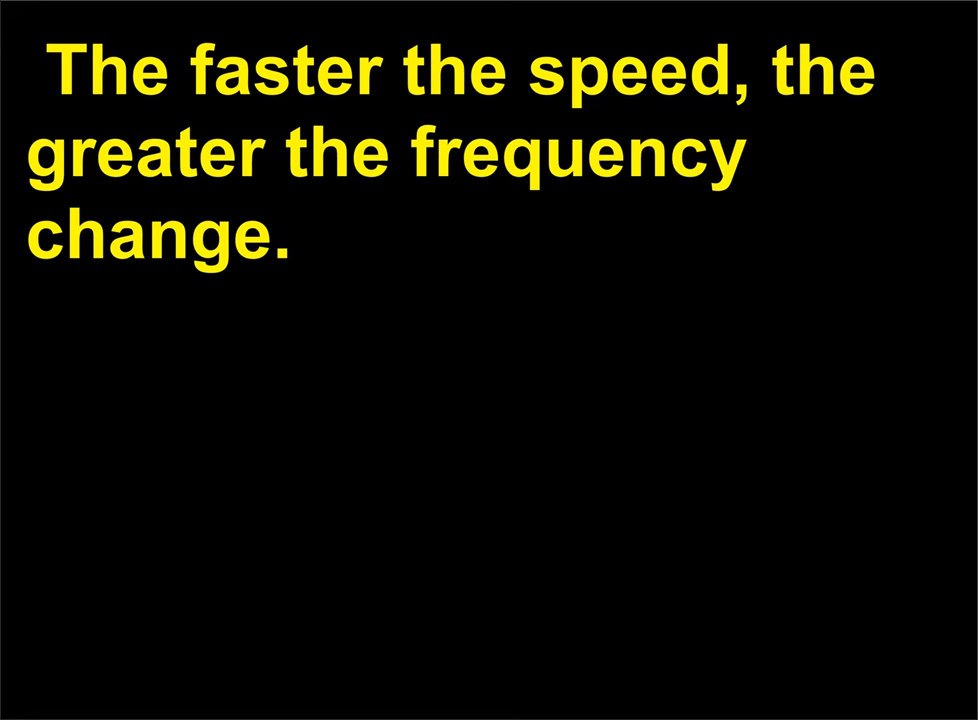 The faster the speed, the
greater the frequency
change.